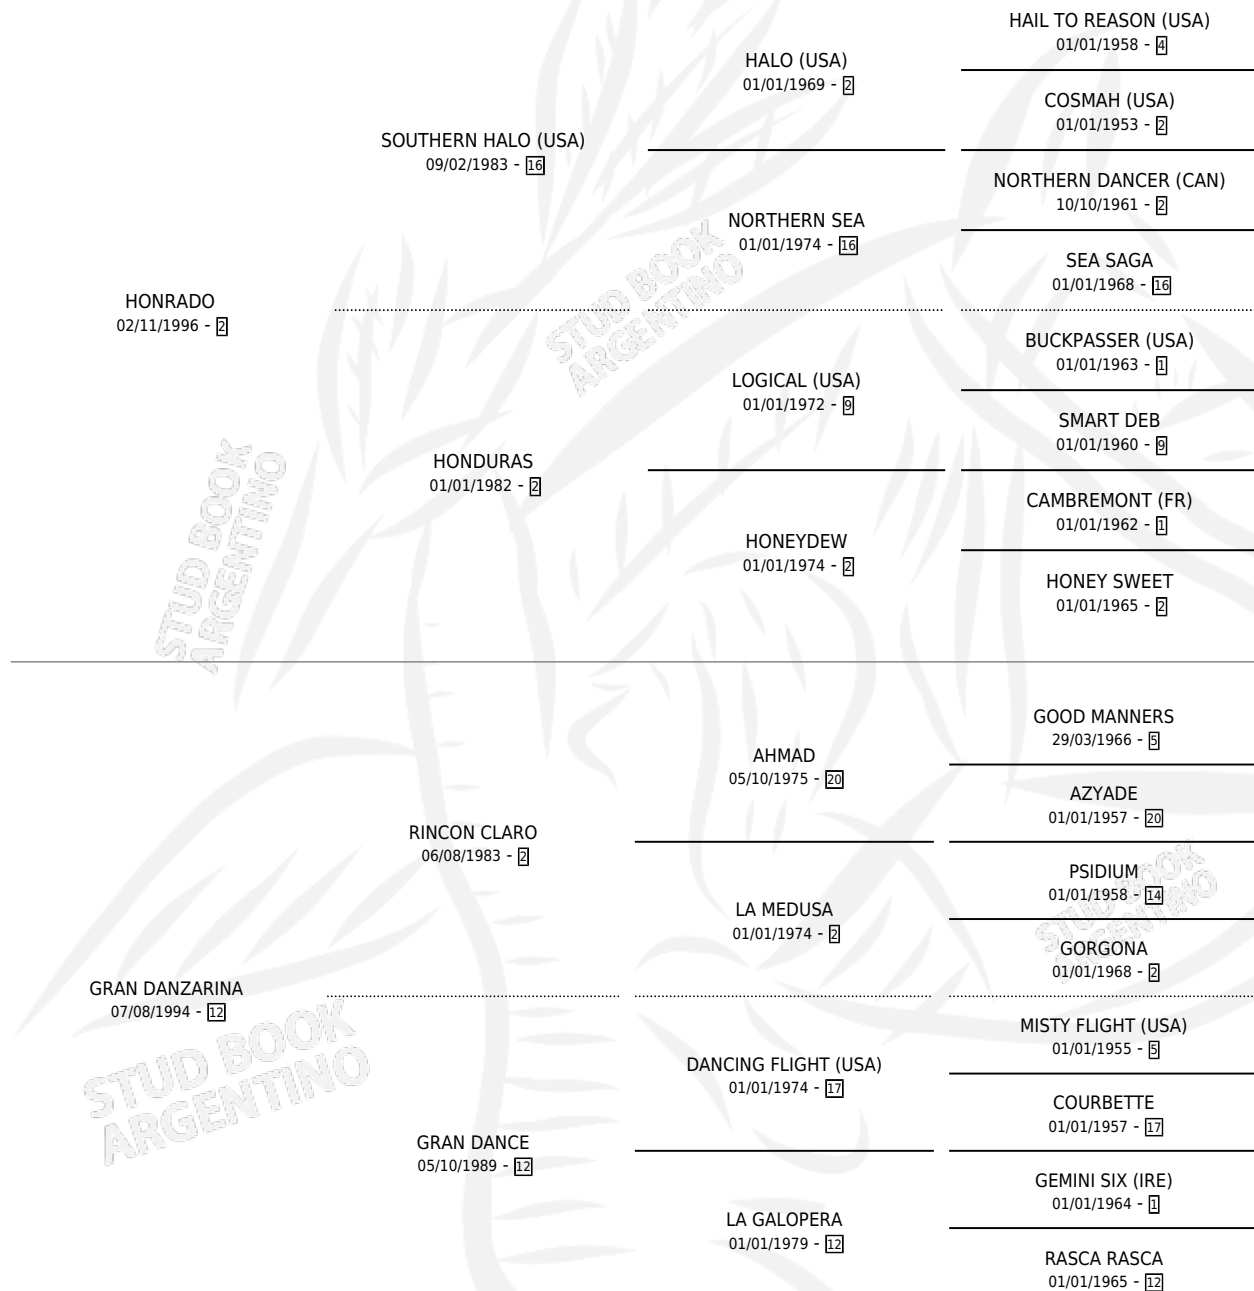 HAIL TO REASON (USA)
01/01/1958 - 4
HALO (USA)
01/01/1969 - 2
COSMAH (USA)
01/01/1953 - 2
SOUTHERN HALO (USA)
09/02/1983 - 16
NORTHERN DANCER (CAN)
10/10/1961 - 2
NORTHERN SEA
01/01/1974 - 16
SEA SAGA
01/01/1968 - 16
HONRADO
02/11/1996 - 2
STUD BOOK
ARGENTINO
BUCKPASSER (USA)
01/01/1963 - 1
LOGICAL (USA)
01/01/1972 - 9
SMART DEB
01/01/1960 - 9
HONDURAS
01/01/1982 - 2
CAMBREMONT (FR)
01/01/1962 - 1
HONEYDEW
01/01/1974 - 2
HONEY SWEET
01/01/1965 - 2
STUD BOOK
ARGENTINO
GOOD MANNERS
29/03/1966 - 5
AHMAD
05/10/1975 - 20
AZYADE
01/01/1957 - 20
RINCON CLARO
06/08/1983 - 2
PSIDIUM
01/01/1958 - 14
LA MEDUSA
01/01/1974 - 2
STUD BOOK
ARGENTINO
GORGONA
01/01/1968 - 2
GRAN DANZARINA
07/08/1994 - 12
MISTY FLIGHT (USA)
01/01/1955 - 5
STUD BOOK
ARGENTINO
DANCING FLIGHT (USA)
01/01/1974 - 17
COURBETTE
01/01/1957 - 17
GRAN DANCE
05/10/1989 - 12
GEMINI SIX (IRE)
01/01/1964 - 1
LA GALOPERA
01/01/1979 - 12
RASCA RASCA
01/01/1965 - 12